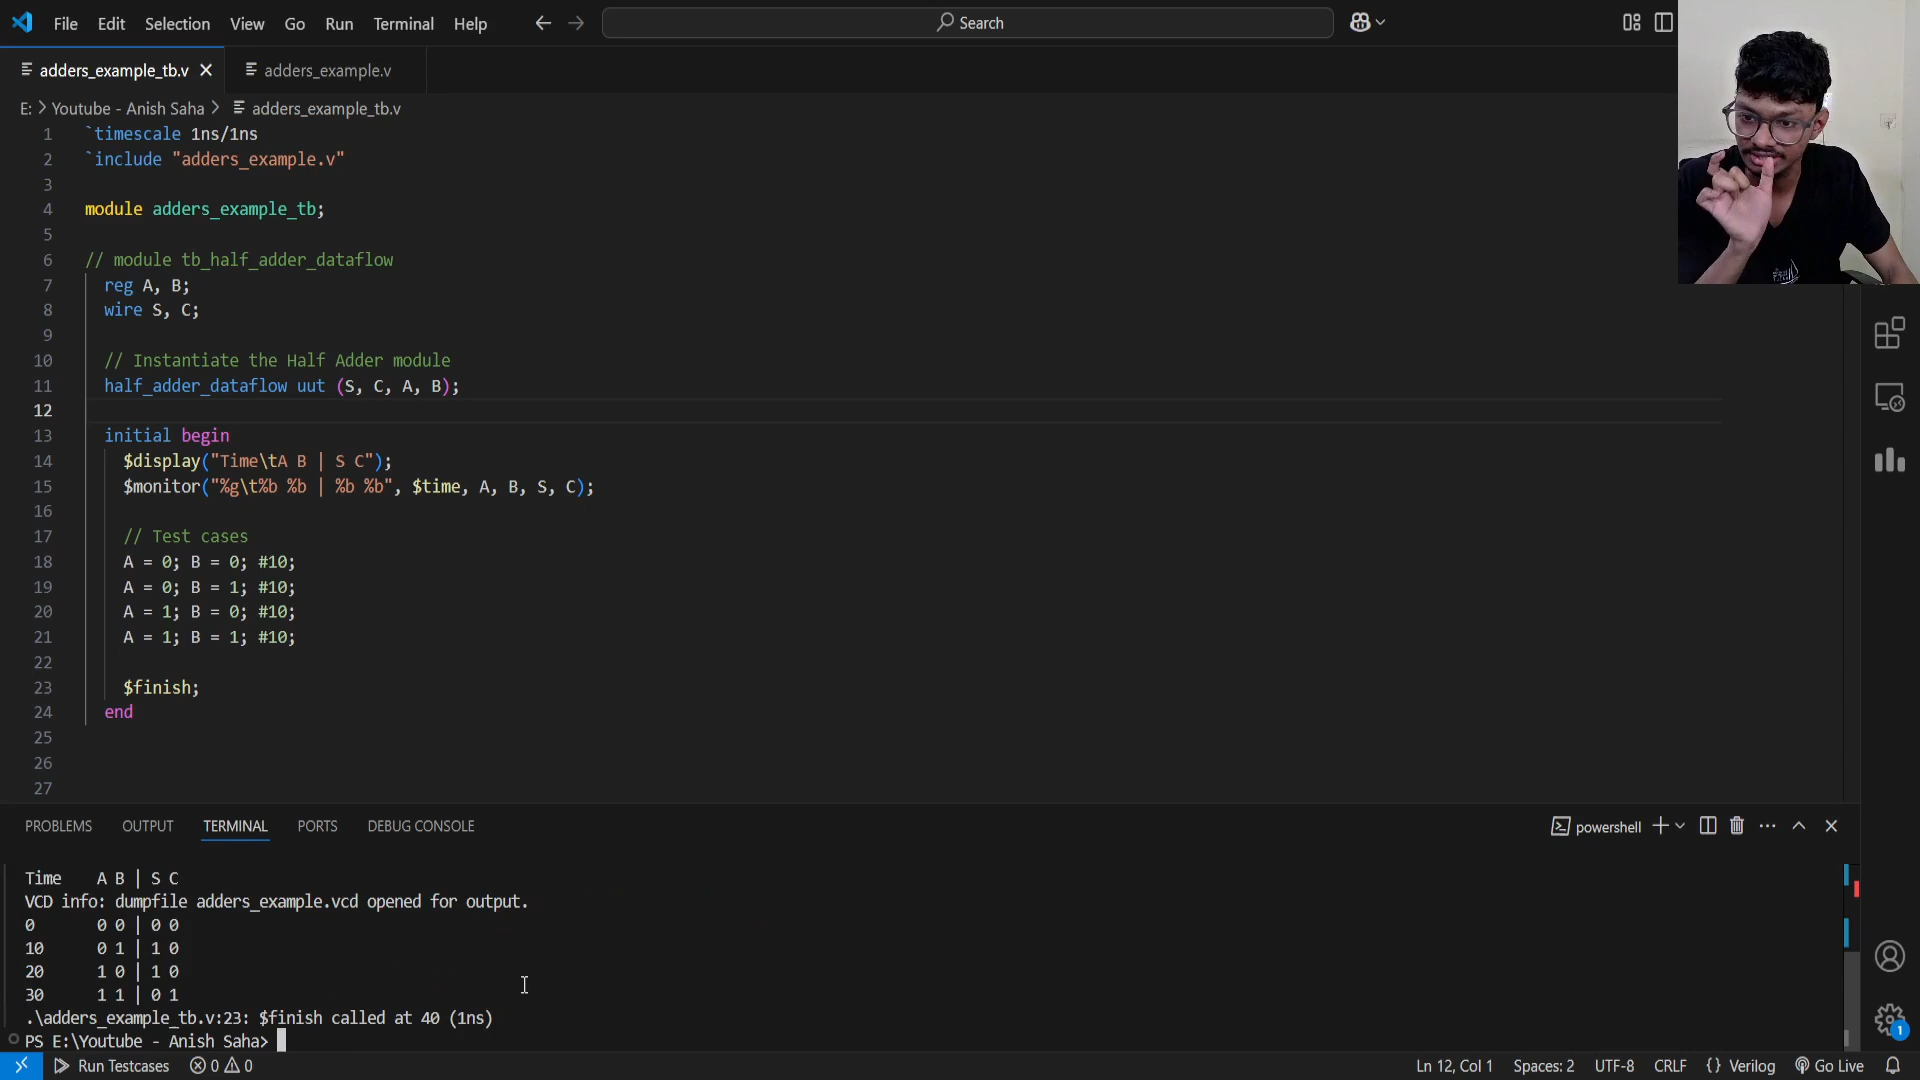 File Edit Selection View Go Run Terminal Help Search
adders_example_tb.v adders_example.v
E: > Youtube - Anish Saha > adders_example_tb.v
1 `timescale 1ns/1ns
2 `include "adders_example.v"
3
4 module adders_example_tb;
5
6 // module tb_half_adder_dataflow
7 reg A, B;
8 wire S, C;
9
10 // Instantiate the Half Adder module
11 half_adder_dataflow uut (S, C, A, B);
12
13 initial begin
14 $display("Time\tA B | S C");
15 $monitor("%g\t%b %b | %b %b", $time, A, B, S, C);
16
17 // Test cases
18 A = 0; B = 0; #10;
19 A = 0; B = 1; #10;
20 A = 1; B = 0; #10;
21 A = 1; B = 1; #10;
22
23 $finish;
24 end
25
26
27
PROBLEMS OUTPUT TERMINAL PORTS DEBUG CONSOLE powershell
Time A B | S C
VCD info: dumpfile adders_example.vcd opened for output.
0 0 0 | 0 0
10 0 1 | 1 0
20 1 0 | 1 0
30 1 1 | 0 1
.\adders_example_tb.v:23: $finish called at 40 (1ns)
PS E:\Youtube - Anish Saha>
1
Run Testcases 0 0 Ln 12, Col 1 Spaces: 2 UTF-8 CRLF {} Verilog Go Live